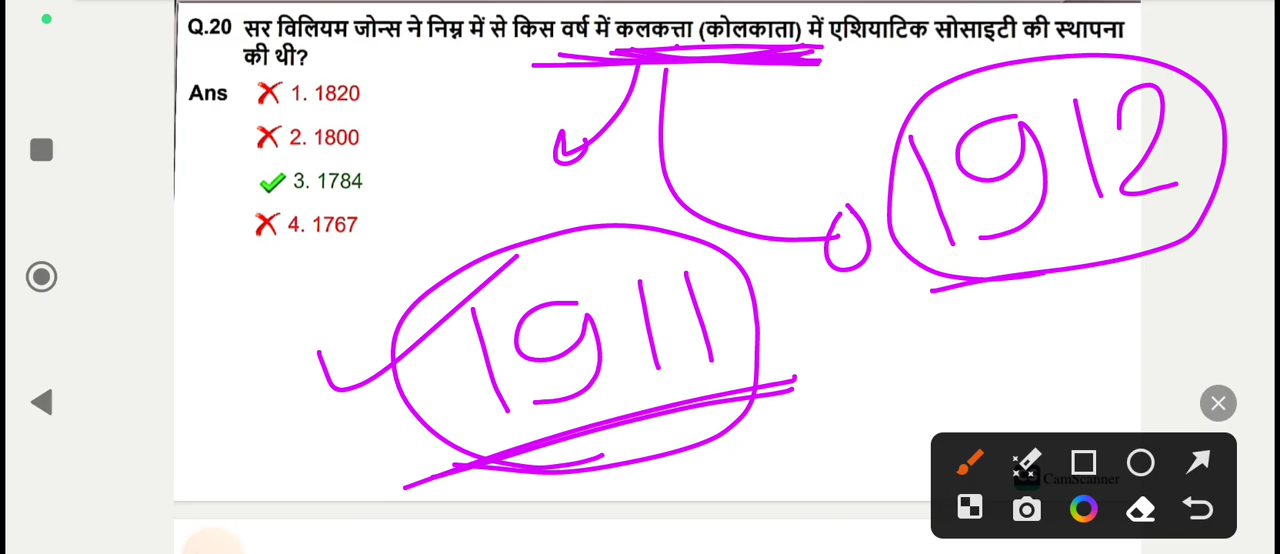 Q.20 सर विलियम जोन्स ने निम्न में से किस वर्ष में कलकत्ता (कोलकाता) में एशियाटिक सोसाइटी की स्थापना
की थी?
Ans 1. 1820
2. 1800
3. 1784
4. 1767
1912
1911
CamScanner